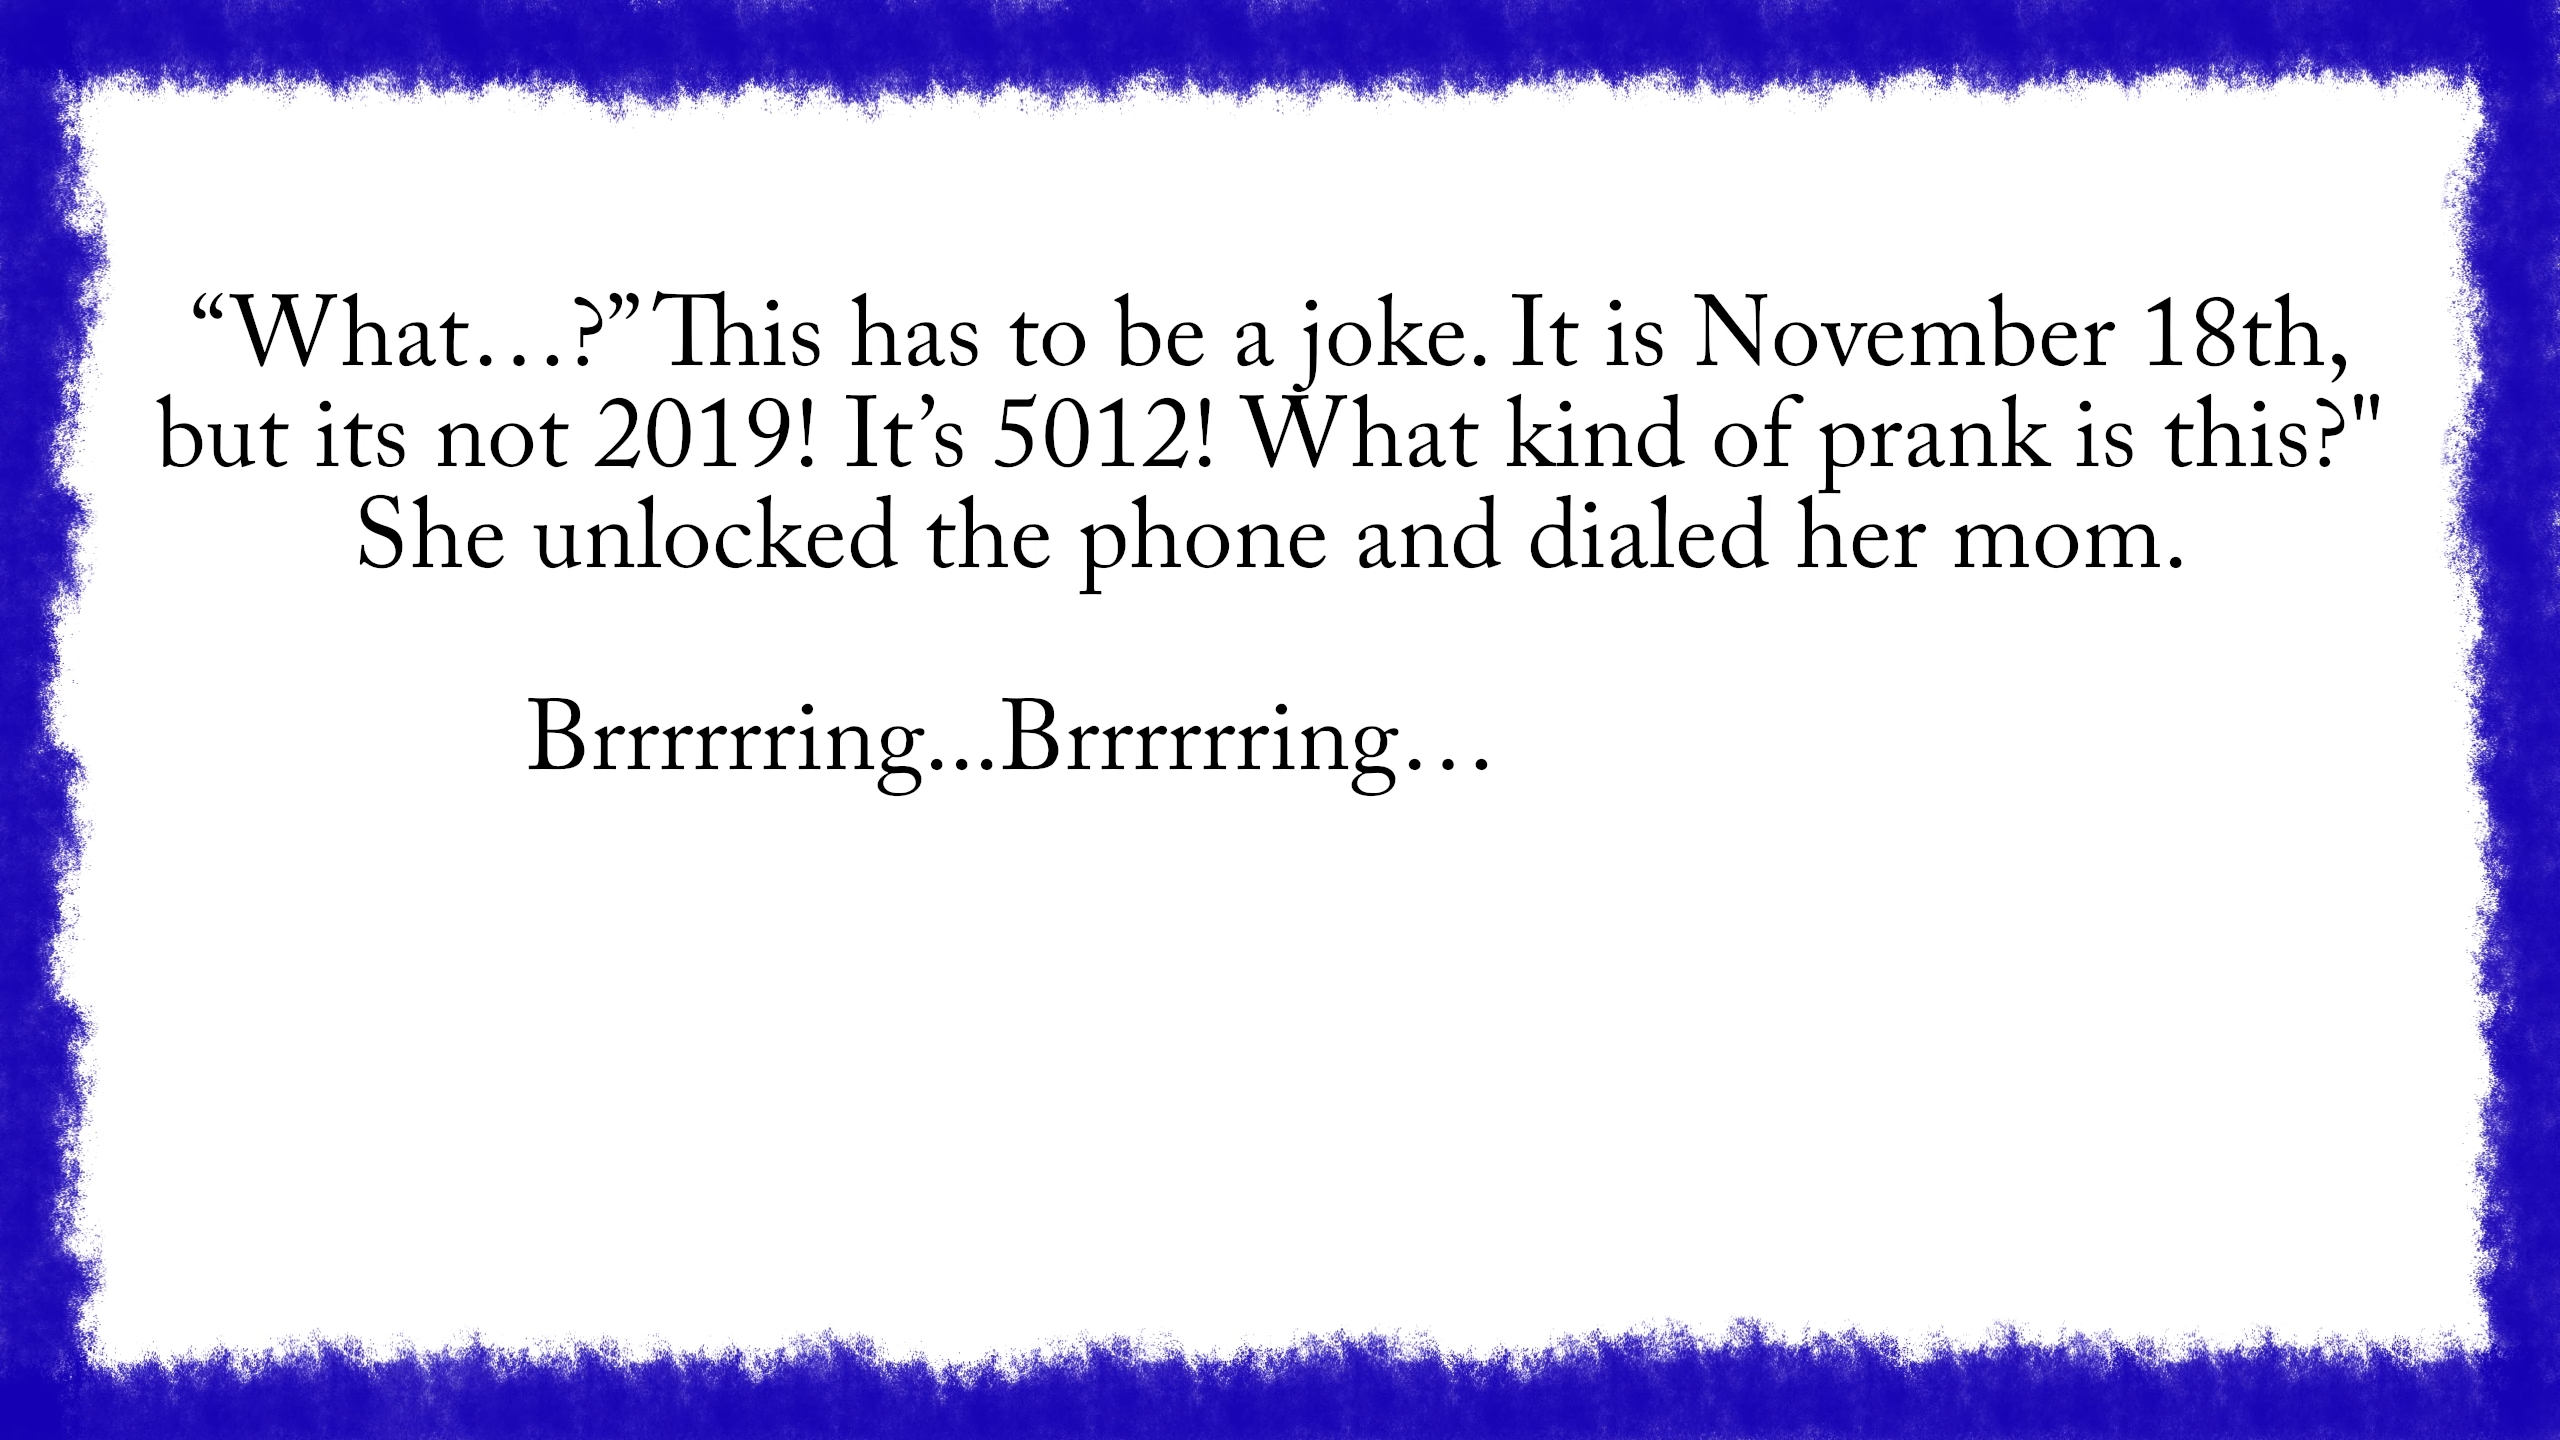 “What…?” This has to be a joke. It is November 18th,
but its not 2019! It’s 5012! What kind of prank is this?"
She unlocked the phone and dialed her mom.
Brrrrrring...Brrrrrring…